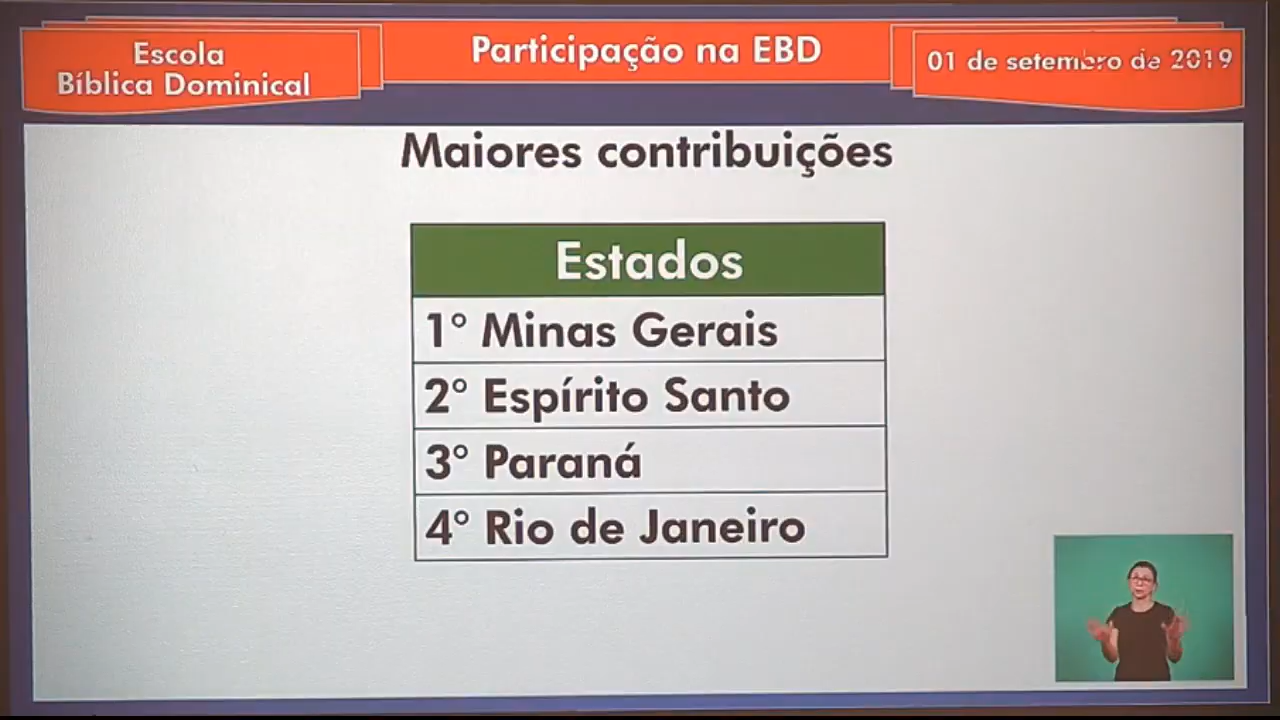 Escola
Bíblica Dominical
Participação na EBD
01 de setembro de 2019
Maiores contribuições
Estados
1° Minas Gerais
2° Espírito Santo
3° Paraná
4° Rio de Janeiro